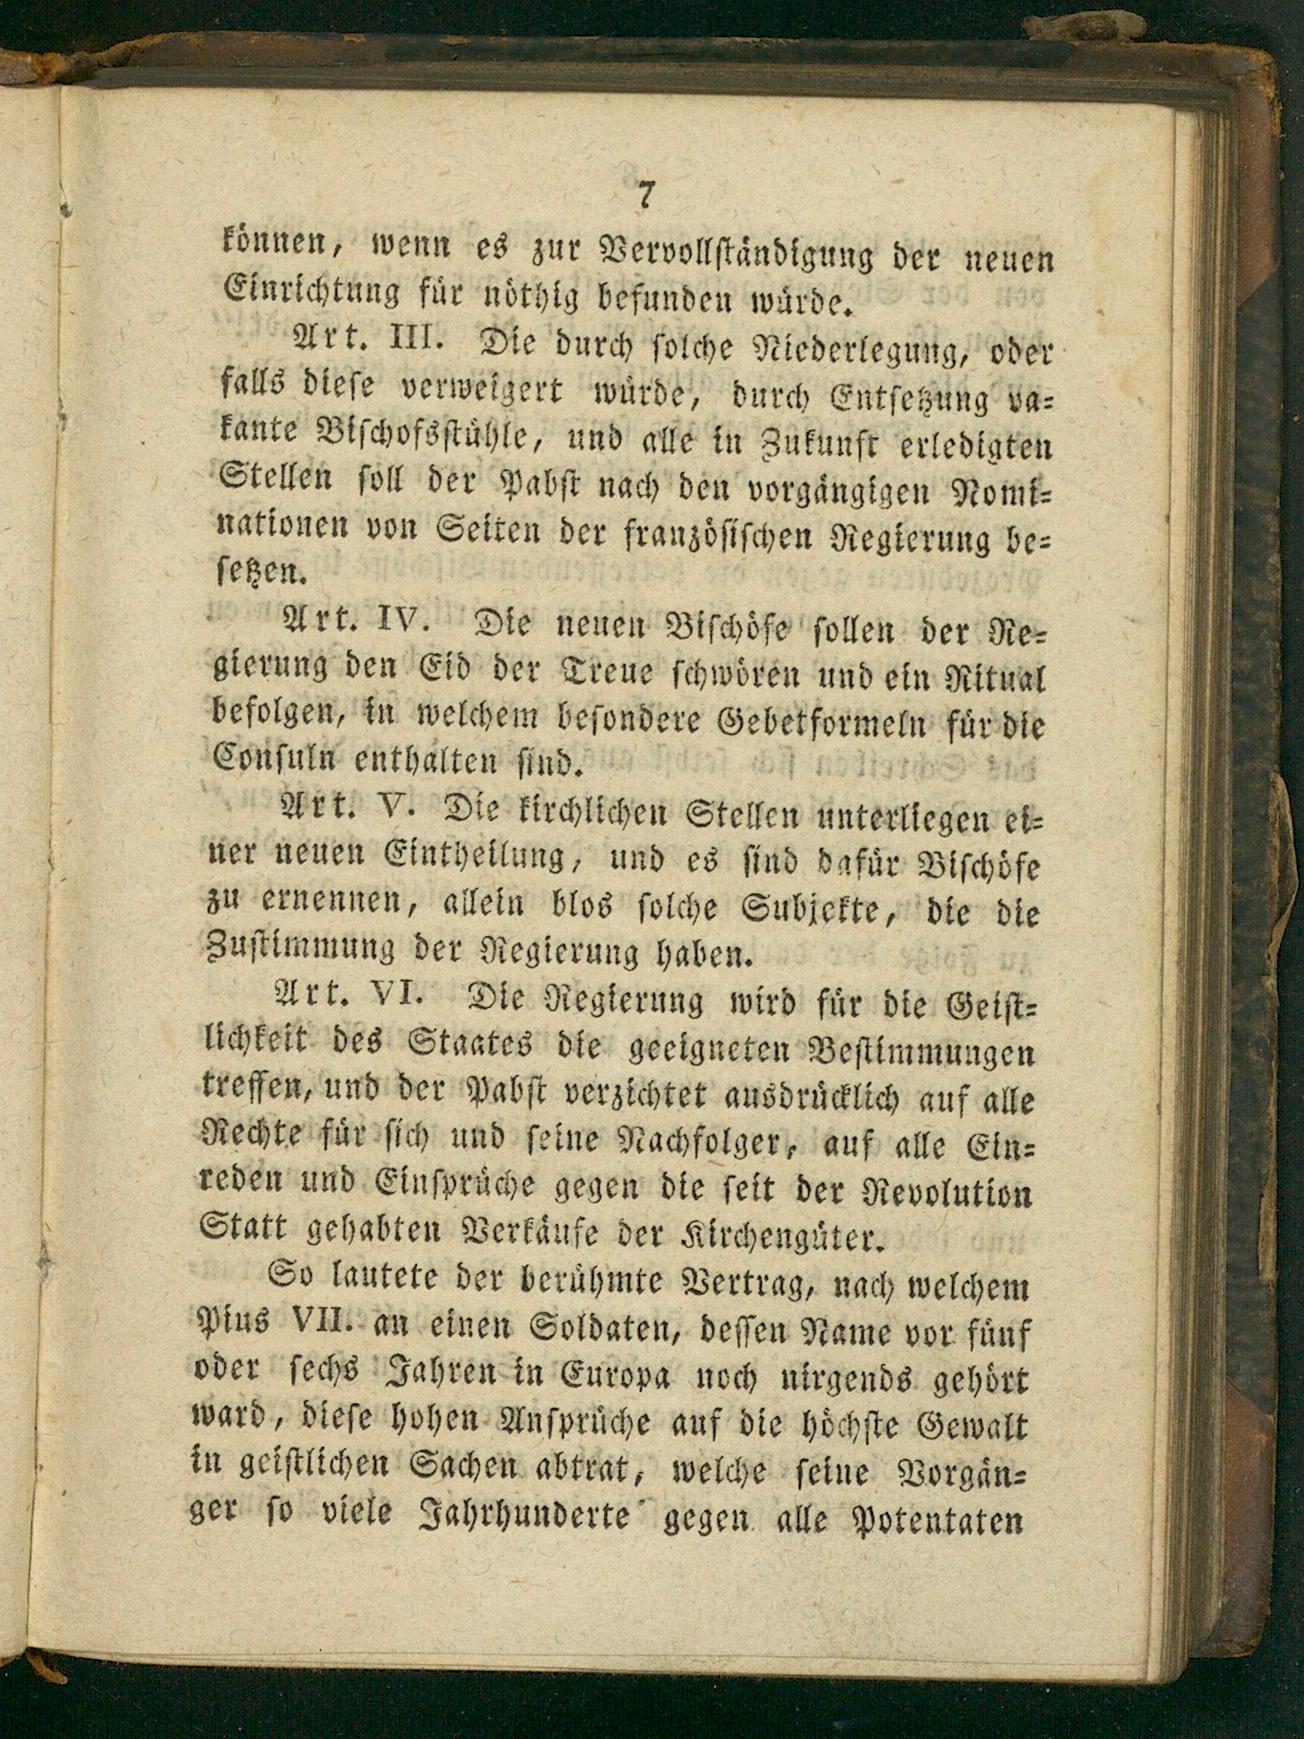 7
können, wenn es zur Vervollständigung der neuen
Einrichtung für nöthig befunden würde.
Art. III. Die durch solche Niederlegung, oder
falls diese verweigert würde, durch Entsetzung va=
kante Bischofsstühle, und alle in Zukunft erledigten
Stellen soll der Pabst nach den vorgängigen Nomi=
nationen von Seiten der französischen Regierung be=
setzen.
Art. IV. Die neuen Bischöfe sollen der Re=
gierung den Eid der Treue schwören und ein Ritual
befolgen, in welchem besondere Gebetformeln für die
Consuln enthalten sind.
Art. V. Die kirchlichen Stellen unterliegen ei=
ner neuen Eintheilung, und es sind dafür Bischöfe
zu ernennen, allein blos solche Subjekte, die die
Zustimmung der Regierung haben.
Art. VI. Die Regierung wird für die Geist=
lichkeit des Staates die geeigneten Bestimmungen
treffen, und der Pabst verzichtet ausdrücklich auf alle
Rechte für sich und seine Nachfolger, auf alle Ein=
reden und Einsprüche gegen die seit der Revolution
Statt gehabten Verkäufe der Kirchengüter.
So lautete der berühmte Vertrag, nach welchem
Pius VII. an einen Soldaten, dessen Name vor fünf
oder sechs Jahren in Europa noch nirgends gehört
ward, diese hohen Ansprüche auf die höchste Gewalt
in geistlichen Sachen abtrat, welche seine Vorgän=
ger so viele Jahrhunderte gegen alle Potentaten